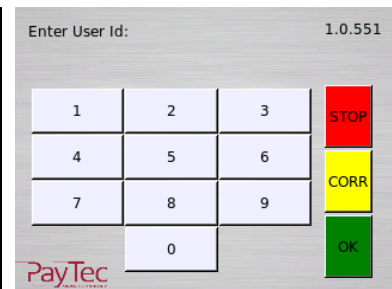 Enter User Id: 1.0.551
1 2 3 STOP
4 5 6
CORR
7 8 9
0 OK
PayTec